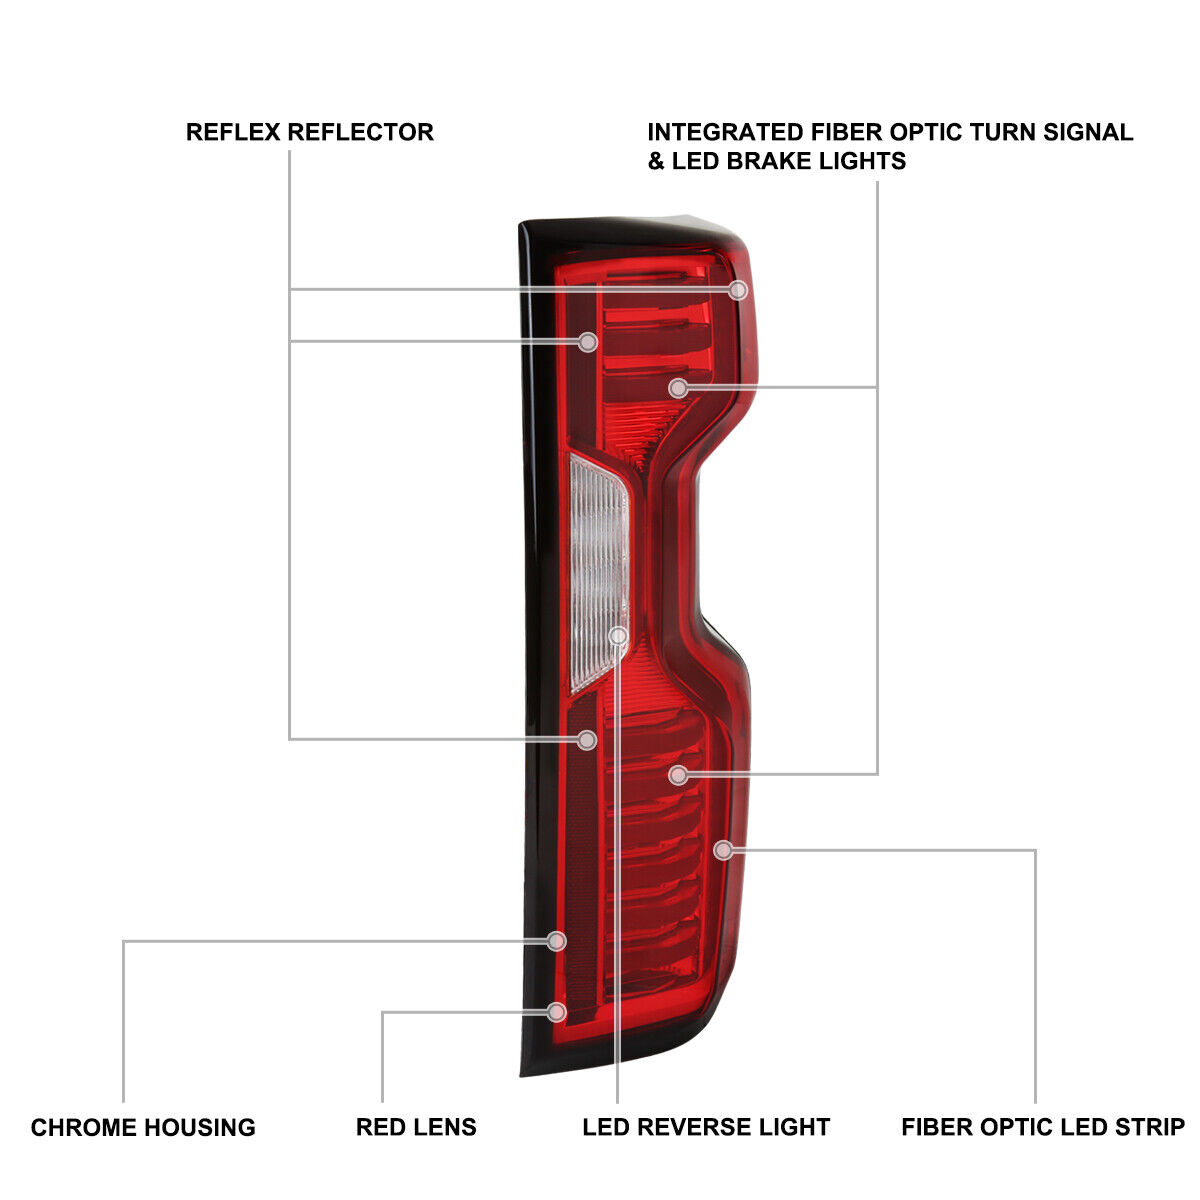 REFLEX REFLECTOR
INTEGRATED FIBER OPTIC TURN SIGNAL
& LED BRAKE LIGHTS
CHROME HOUSING
RED LENS
LED REVERSE LIGHT
FIBER OPTIC LED STRIP